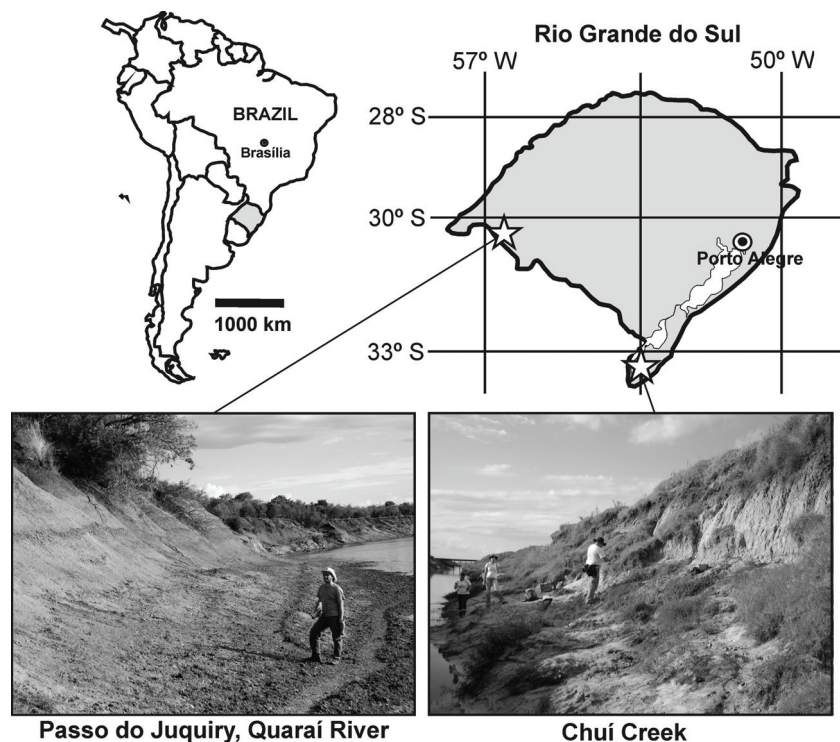 Rio Grande do Sul
57º W
50º W
28º S
BRAZIL
Brasília
30º S
Porto Alegre
1000 km
33º S
Passo do Juquiry, Quaraí River
Chuí Creek